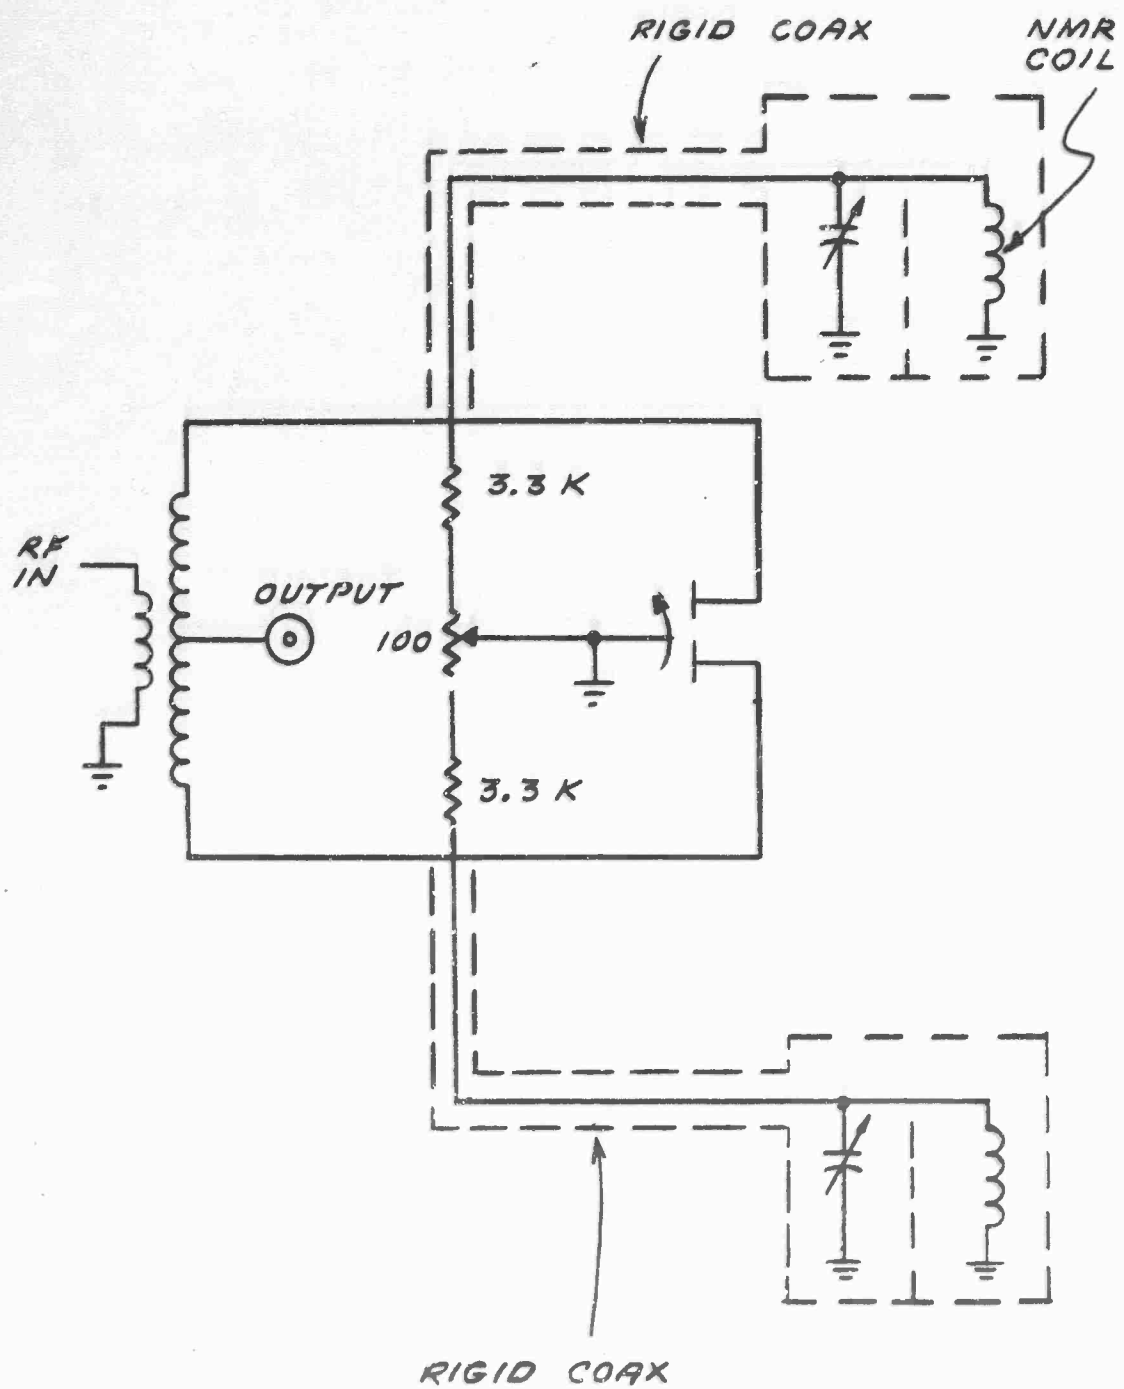 RIGID COAX
NMR
COIL
3.3 K
RF
IN
OUTPUT
100
3.3 K
RIGID COAX